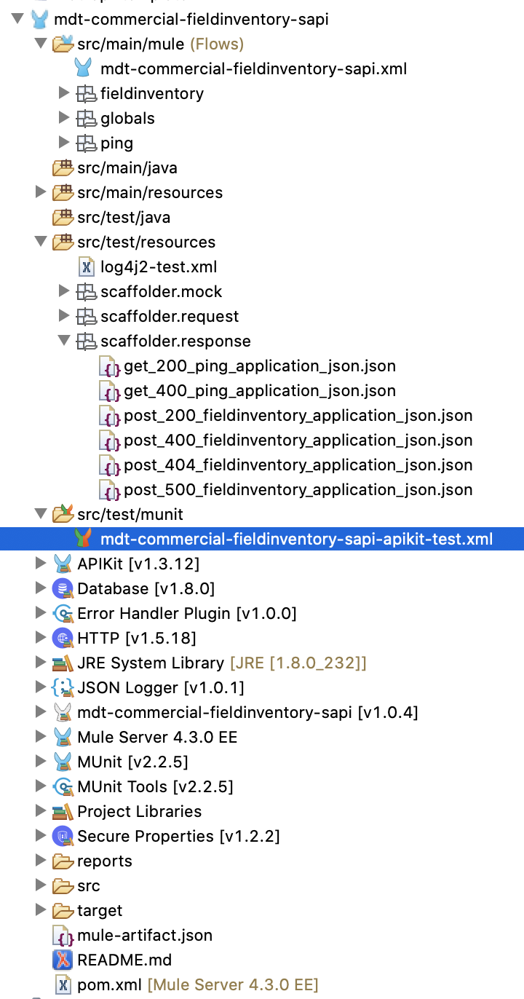 mdt-commercial-fieldinventory-sapi
src/main/mule (Flows)
mdt-commercial-fieldinventory-sapi.xml
fieldinventory
globals
ping
src/main/java
src/main/resources
src/test/java
src/test/resources
log4j2-test.xml
scaffolder.mock
scaffolder.request
scaffolder.response
get_200_ping_application_json.json
get_400_ping_application_json.json
post_200_fieldinventory_application_json.json
post_400_fieldinventory_application_json.json
post_404_fieldinventory_application_json.json
post_500_fieldinventory_application_json.json
src/test/munit
mdt-commercial-fieldinventory-sapi-apikit-test.xml
APIKit [v1.3.12]
Database [v1.8.0]
Error Handler Plugin [v1.0.0]
HTTP [v1.5.18]
JRE System Library [JRE [1.8.0_232]]
JSON Logger [v1.0.1]
mdt-commercial-fieldinventory-sapi [v1.0.4]
Mule Server 4.3.0 EE
MUnit [v2.2.5]
MUnit Tools [v2.2.5]
Project Libraries
Secure Properties [v1.2.2]
reports
src
target
mule-artifact.json
README.md
pom.xml [Mule Server 4.3.0 EE]